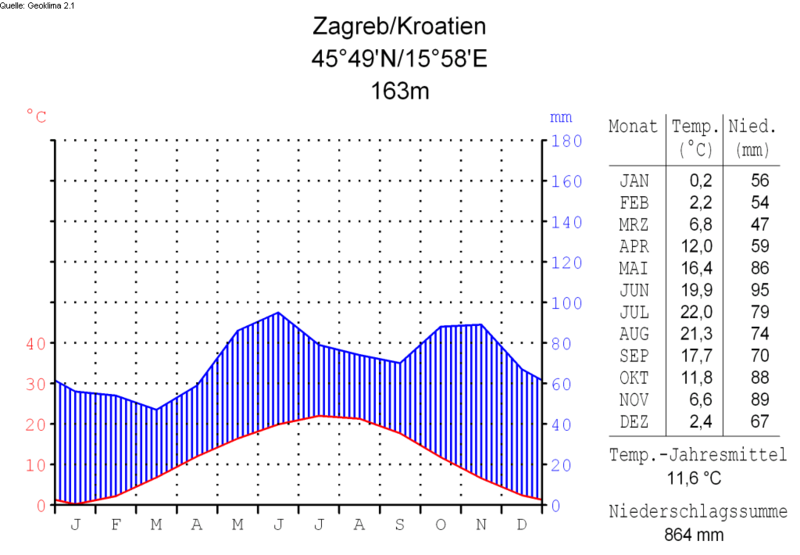 Quelle: Geoklima 2.1
Zagreb/Kroatien
45°49'N/15°58'E
163m
°C
mm
180
160
140
120
100
40 80
30 60
20 40
10 20
0 0
J F M A M J J A S O N D
Monat Temp. Nied.
(°C) (mm)
JAN 0,2 56
FEB 2,2 54
MRZ 6,8 47
APR 12,0 59
MAI 16,4 86
JUN 19,9 95
JUL 22,0 79
AUG 21,3 74
SEP 17,7 70
OKT 11,8 88
NOV 6,6 89
DEZ 2,4 67
Temp.-Jahresmittel
11,6 °C
Niederschlagssumme
864 mm